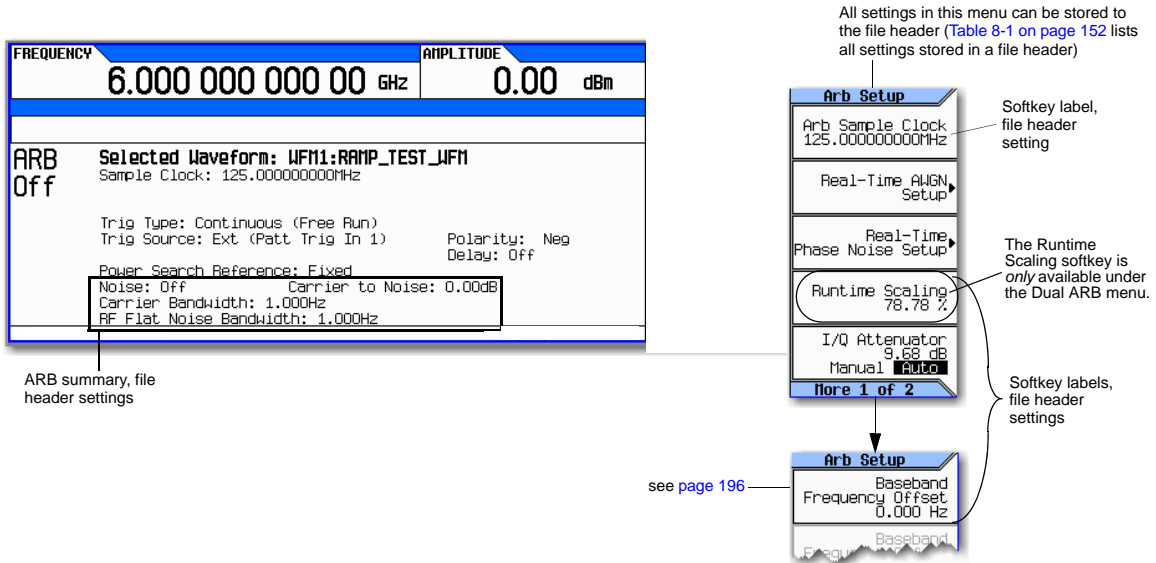 All settings in this menu can be stored to
the file header (Table 8-1 on page 152 lists
all settings stored in a file header)
FREQUENCY
AMPLITUDE
6.000 000 000 00 GHz
0.00 dBm
ARB
Off
Selected Waveform: WFM1:RAMP_TEST_WFM
Sample Clock: 125.000000000MHz
Trig Type: Continuous (Free Run)
Trig Source: Ext (Patt Trig In 1)
Polarity: Neg
Delay: Off
Power Search Reference: Fixed
Noise: Off
Carrier to Noise: 0.00dB
Carrier Bandwidth: 1.000Hz
RF Flat Noise Bandwidth: 1.000Hz
ARB summary, file
header settings
Arb Setup
Arb Sample Clock
125.000000000MHz
Real-Time AWGN
Setup
Real-Time
Phase Noise Setup
Runtime Scaling
78.78 %
I/Q Attenuator
9.68 dB
Manual Auto
More 1 of 2
Softkey label,
file header
setting
The Runtime
Scaling softkey is
only available under
the Dual ARB menu.
Softkey labels,
file header
settings
Arb Setup
see page 196
Baseband
Frequency Offset
0.000 Hz
Baseband